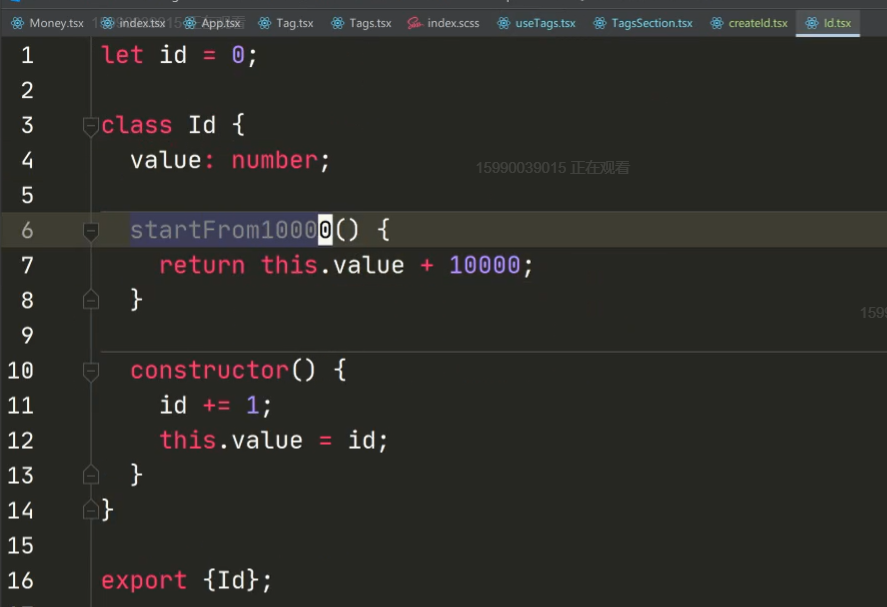 Money.tsx index.tsx App.tsx Tag.tsx Tags.tsx index.scss useTags.tsx TagsSection.tsx createId.tsx Id.tsx
1 let id = 0;
2
3 class Id {
4 value: number;
15990039015 正在观看
5
6 startFrom10000() {
7 return this.value + 10000;
8 }
1599
9
10 constructor() {
11 id += 1;
12 this.value = id;
13 }
14 }
15
16 export {Id};